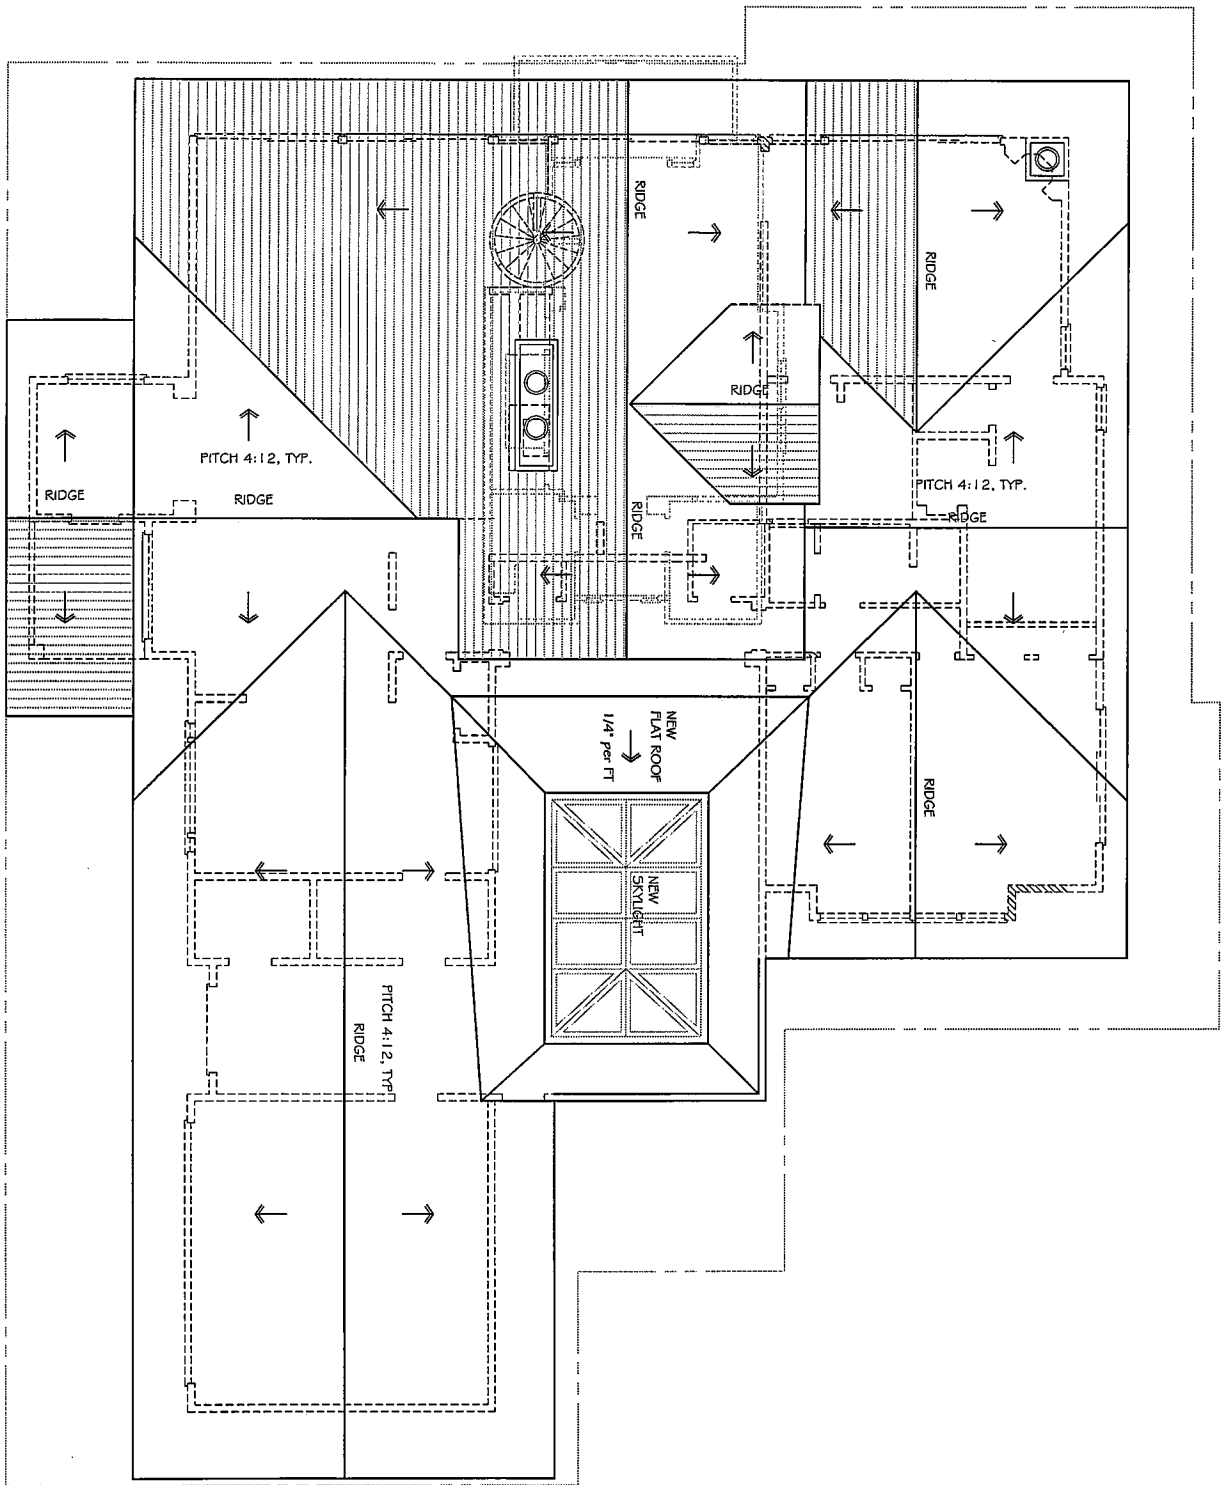 RIDGE
RIDGE
RIDGE
PITCH 4:12, TYP.
RIDGE
RIDGE
PITCH 4:12, TYP.
RIDGE
RIDGE
NEW
FLAT ROOF
1/4" per FT
RIDGE
NEW
SKYLIGHT
PITCH 4:12, TYP.
RIDGE